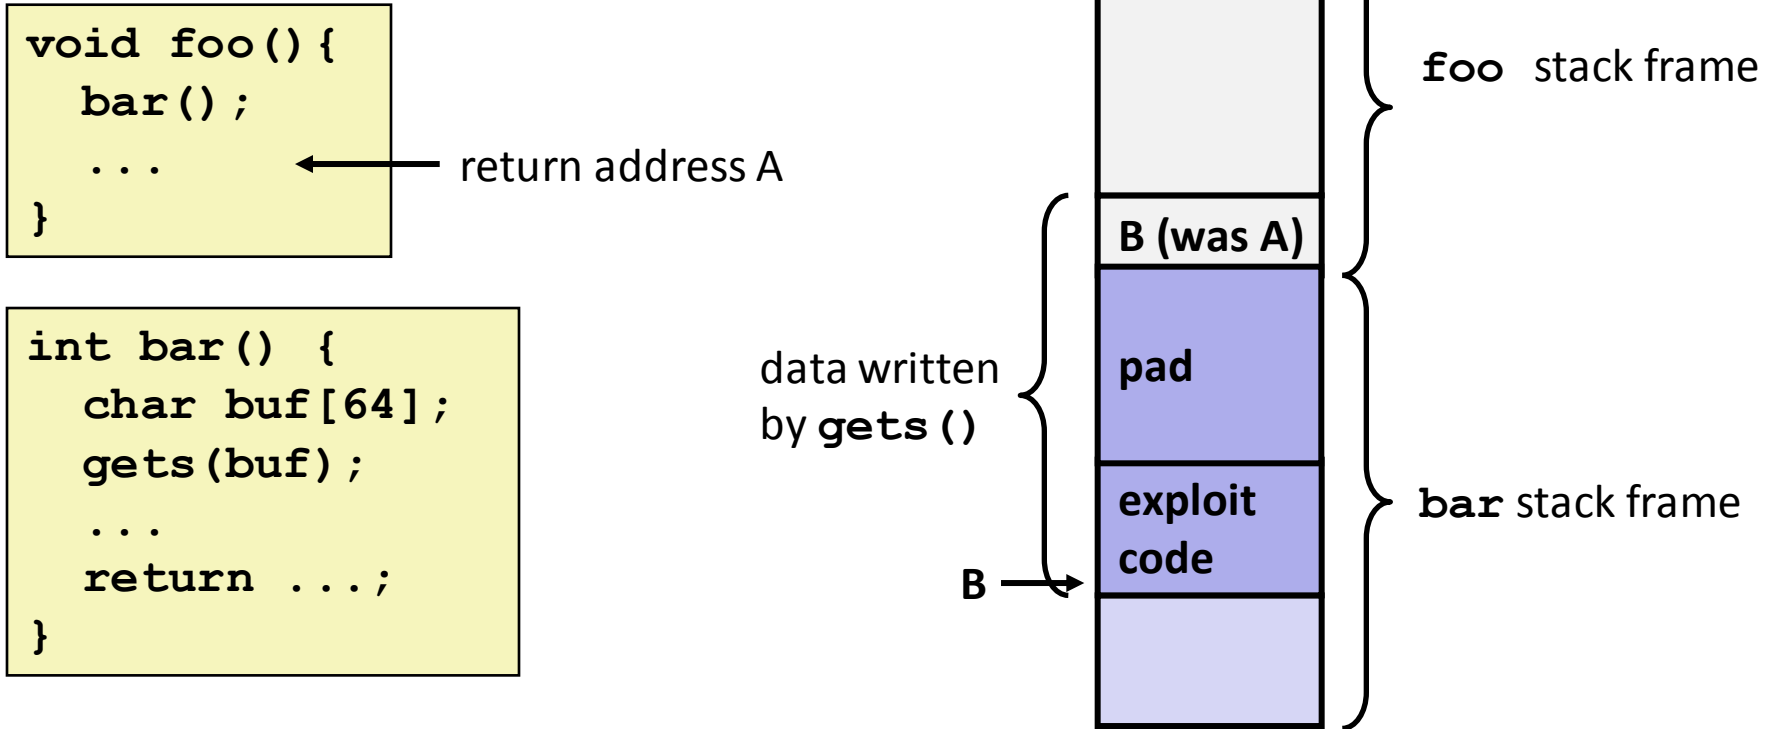 void foo(){
  bar();
  ...
}
return address A
int bar() {
  char buf[64];
  gets(buf);
  ...
  return ...;
}
data written
by gets()
B
B (was A)
pad
exploit
code
foo stack frame
bar stack frame